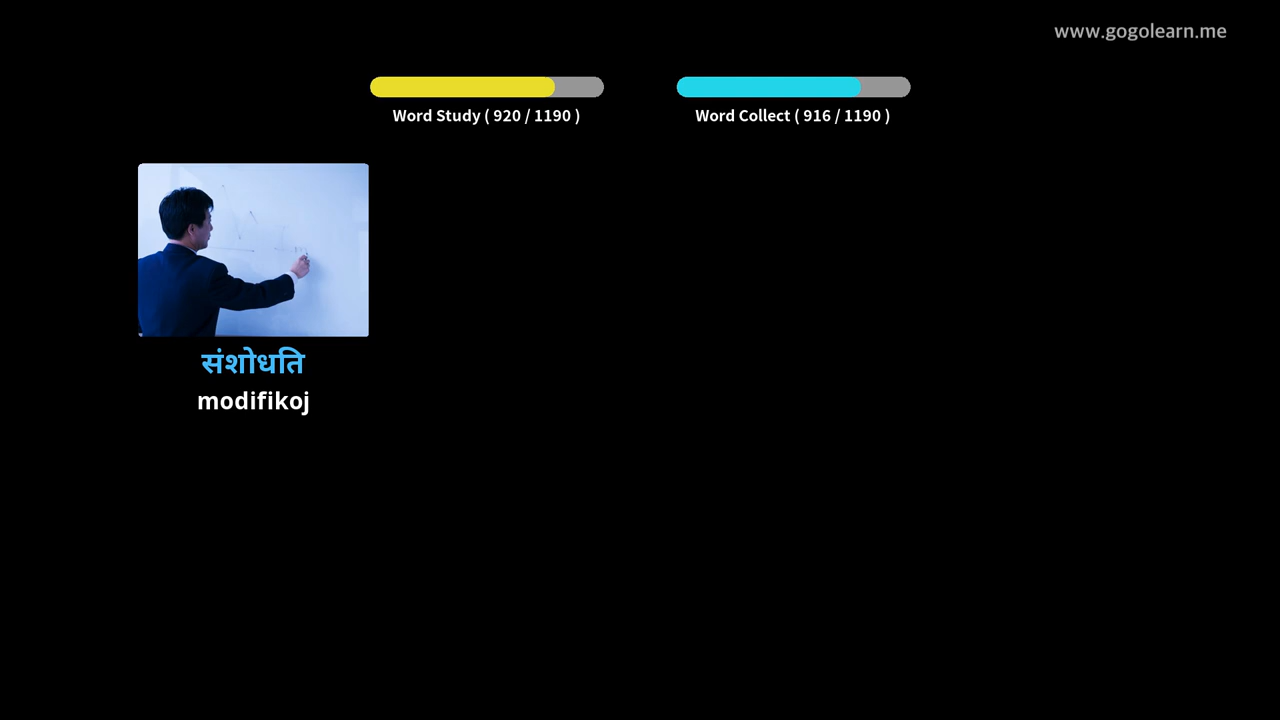 www.gogolearn.me
Word Study ( 920 / 1190 )
Word Collect ( 916 / 1190 )
संशोधति
modifikoj